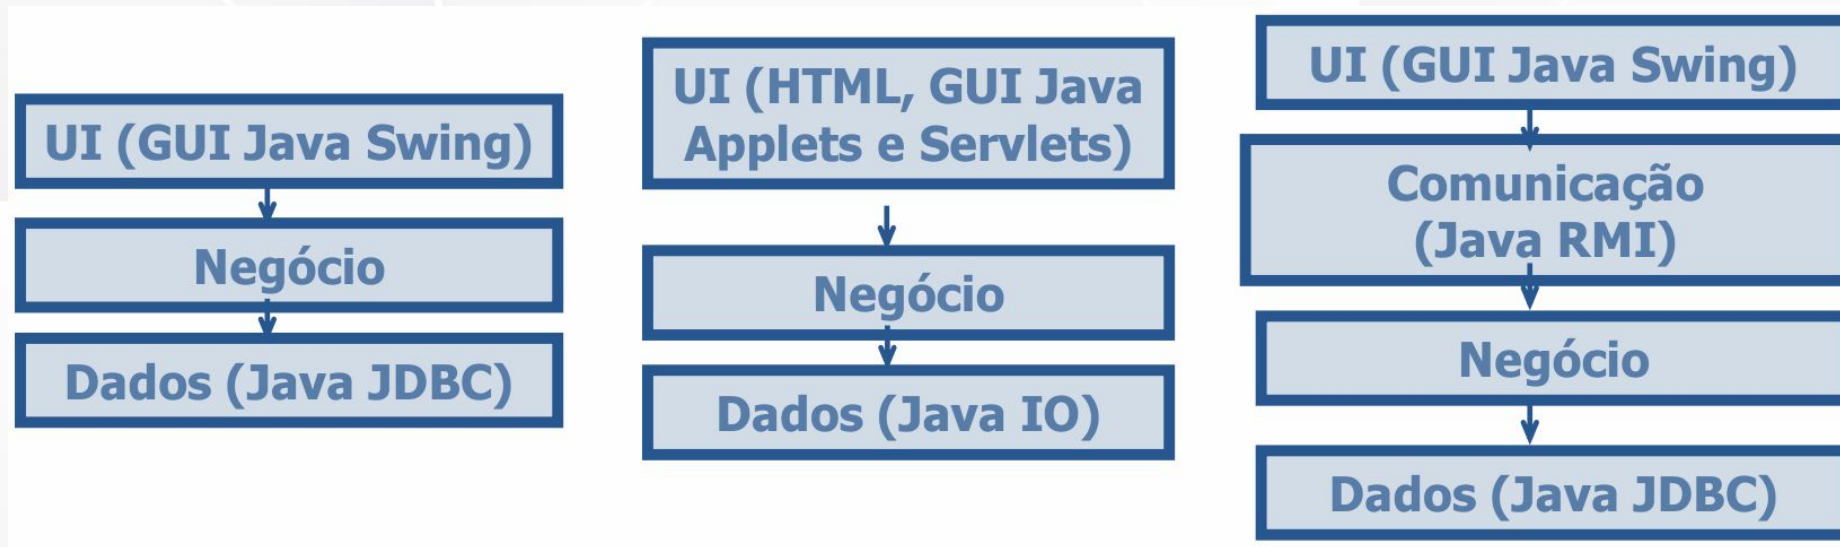 UI (GUI Java Swing)
Negócio
Dados (Java JDBC)
UI (HTML, GUI Java
Applets e Servlets)
Negócio
Dados (Java IO)
UI (GUI Java Swing)
Comunicação
(Java RMI)
Negócio
Dados (Java JDBC)